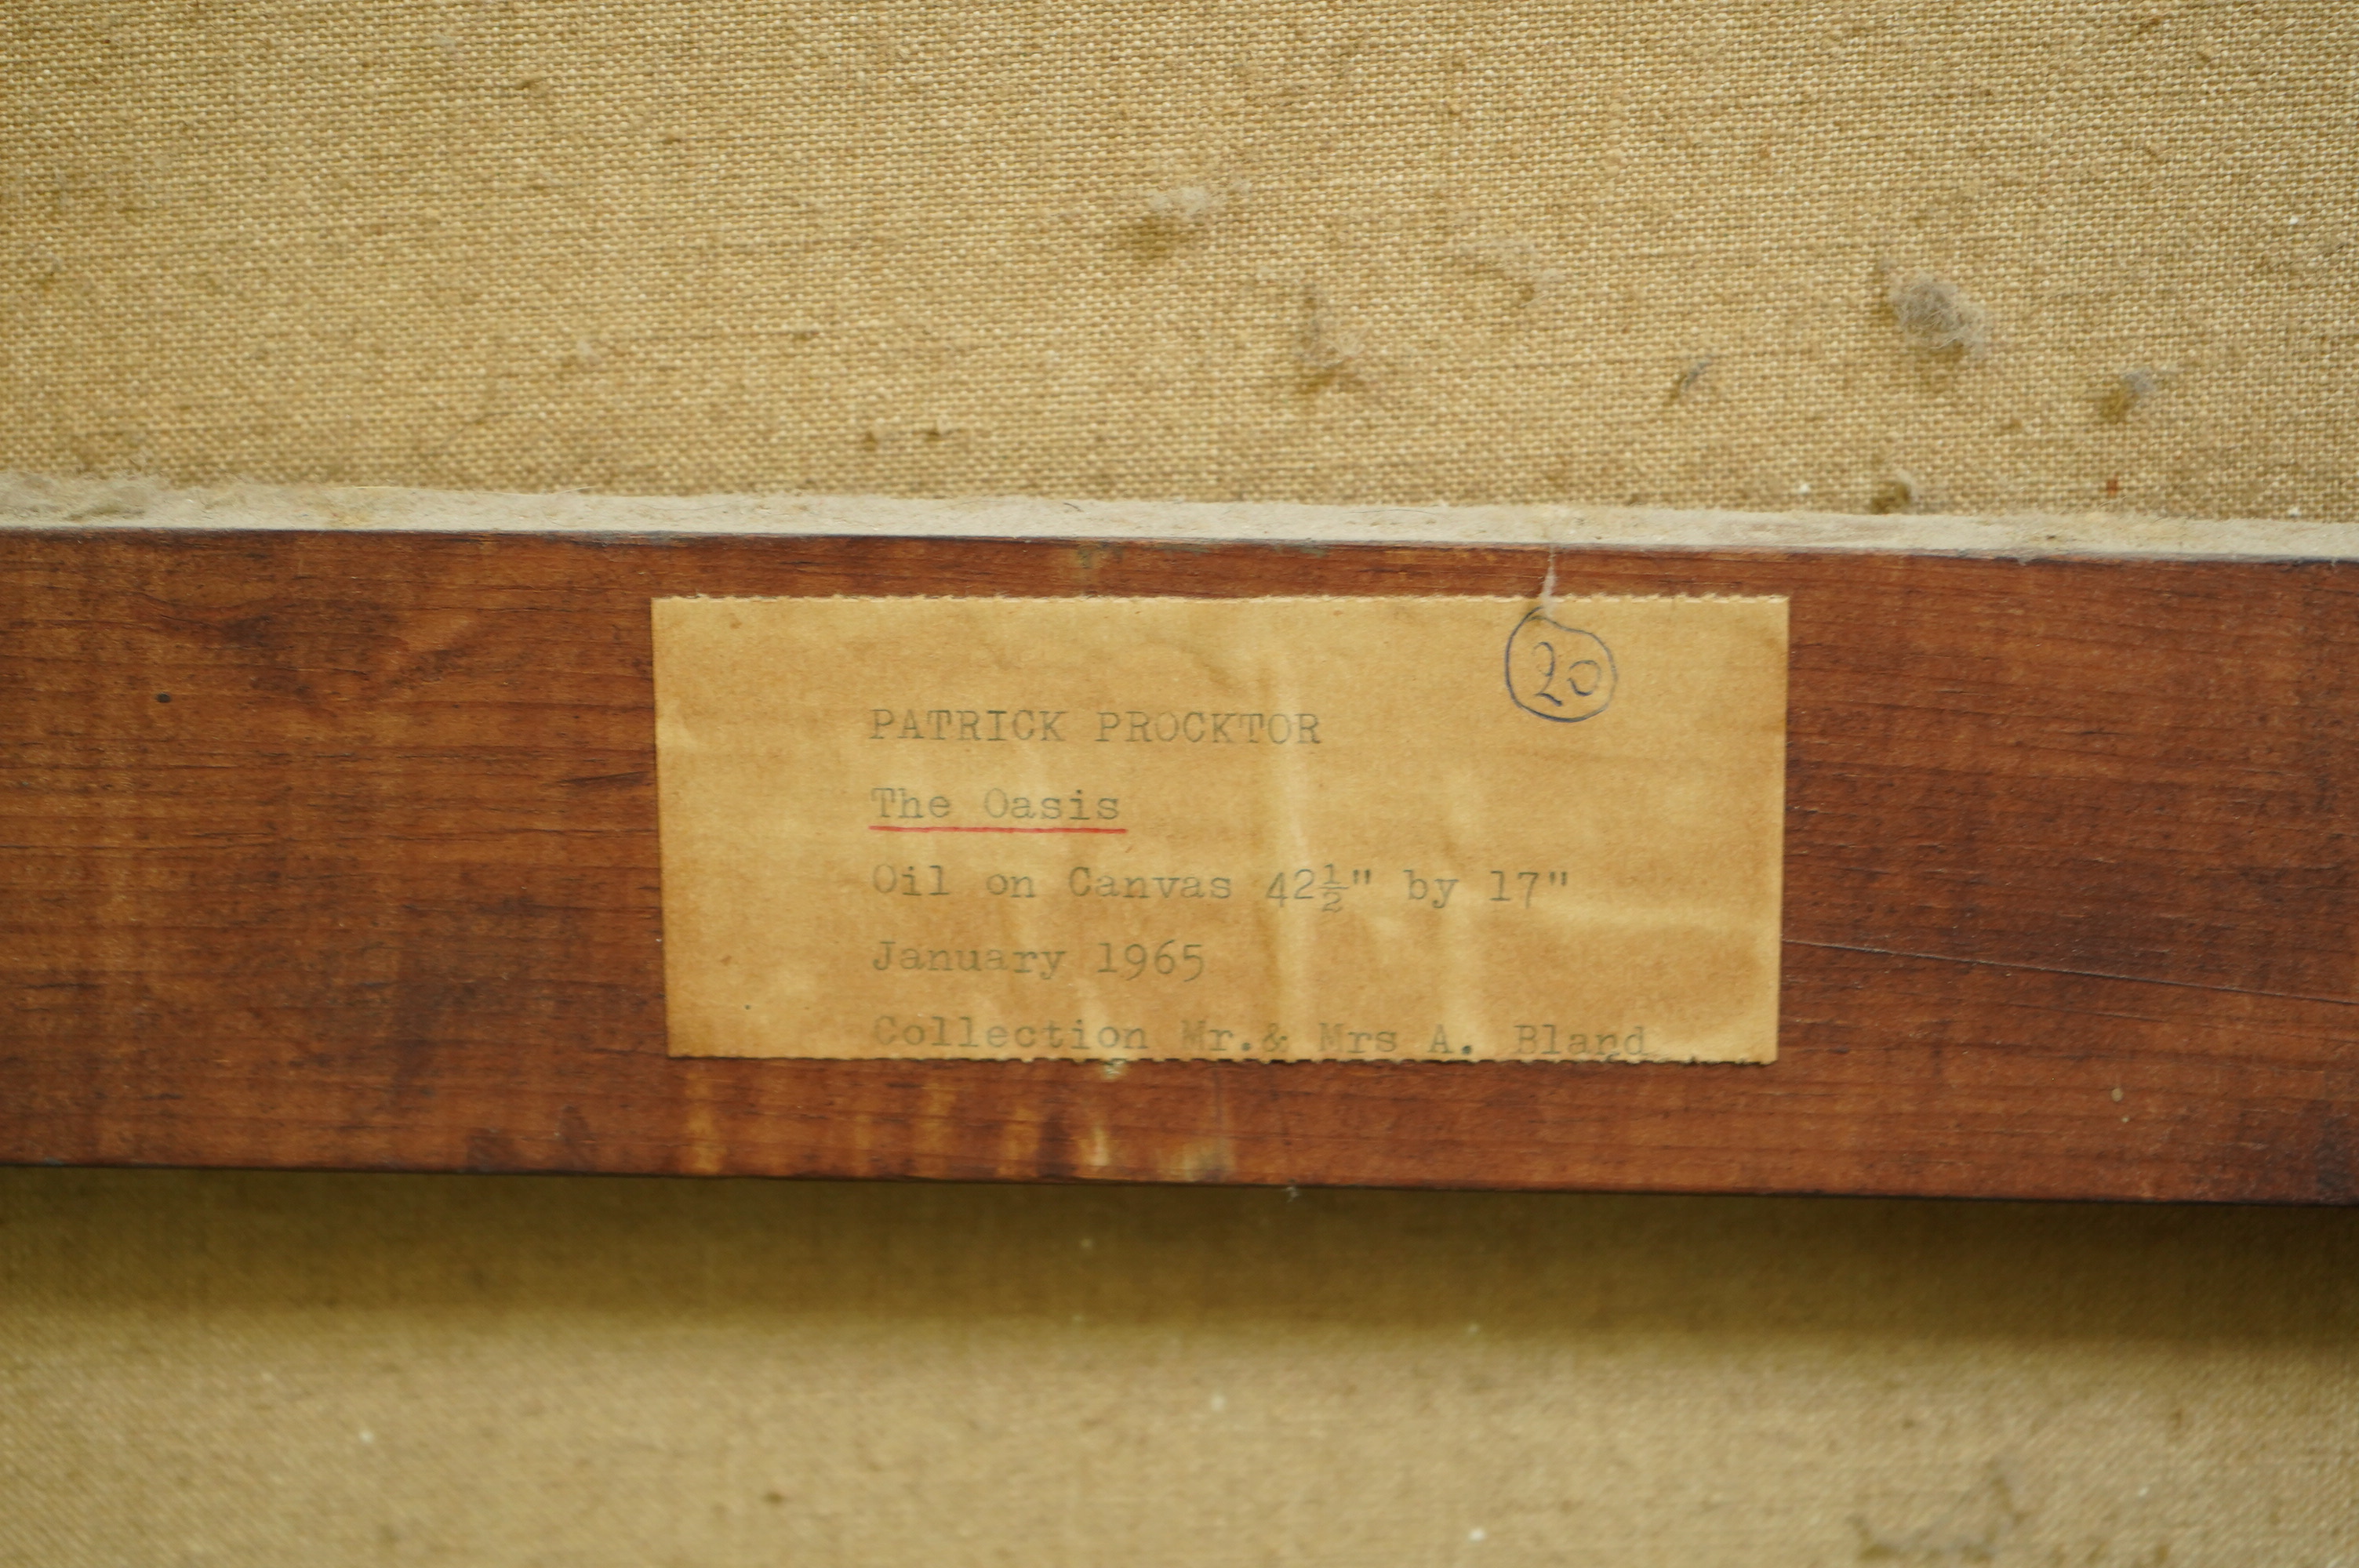 20
PATRICK PROCKTOR
The Oasis
Oil on Canvas 42½" by 17"
January 1965
Collection Mr.& Mrs A. Bland